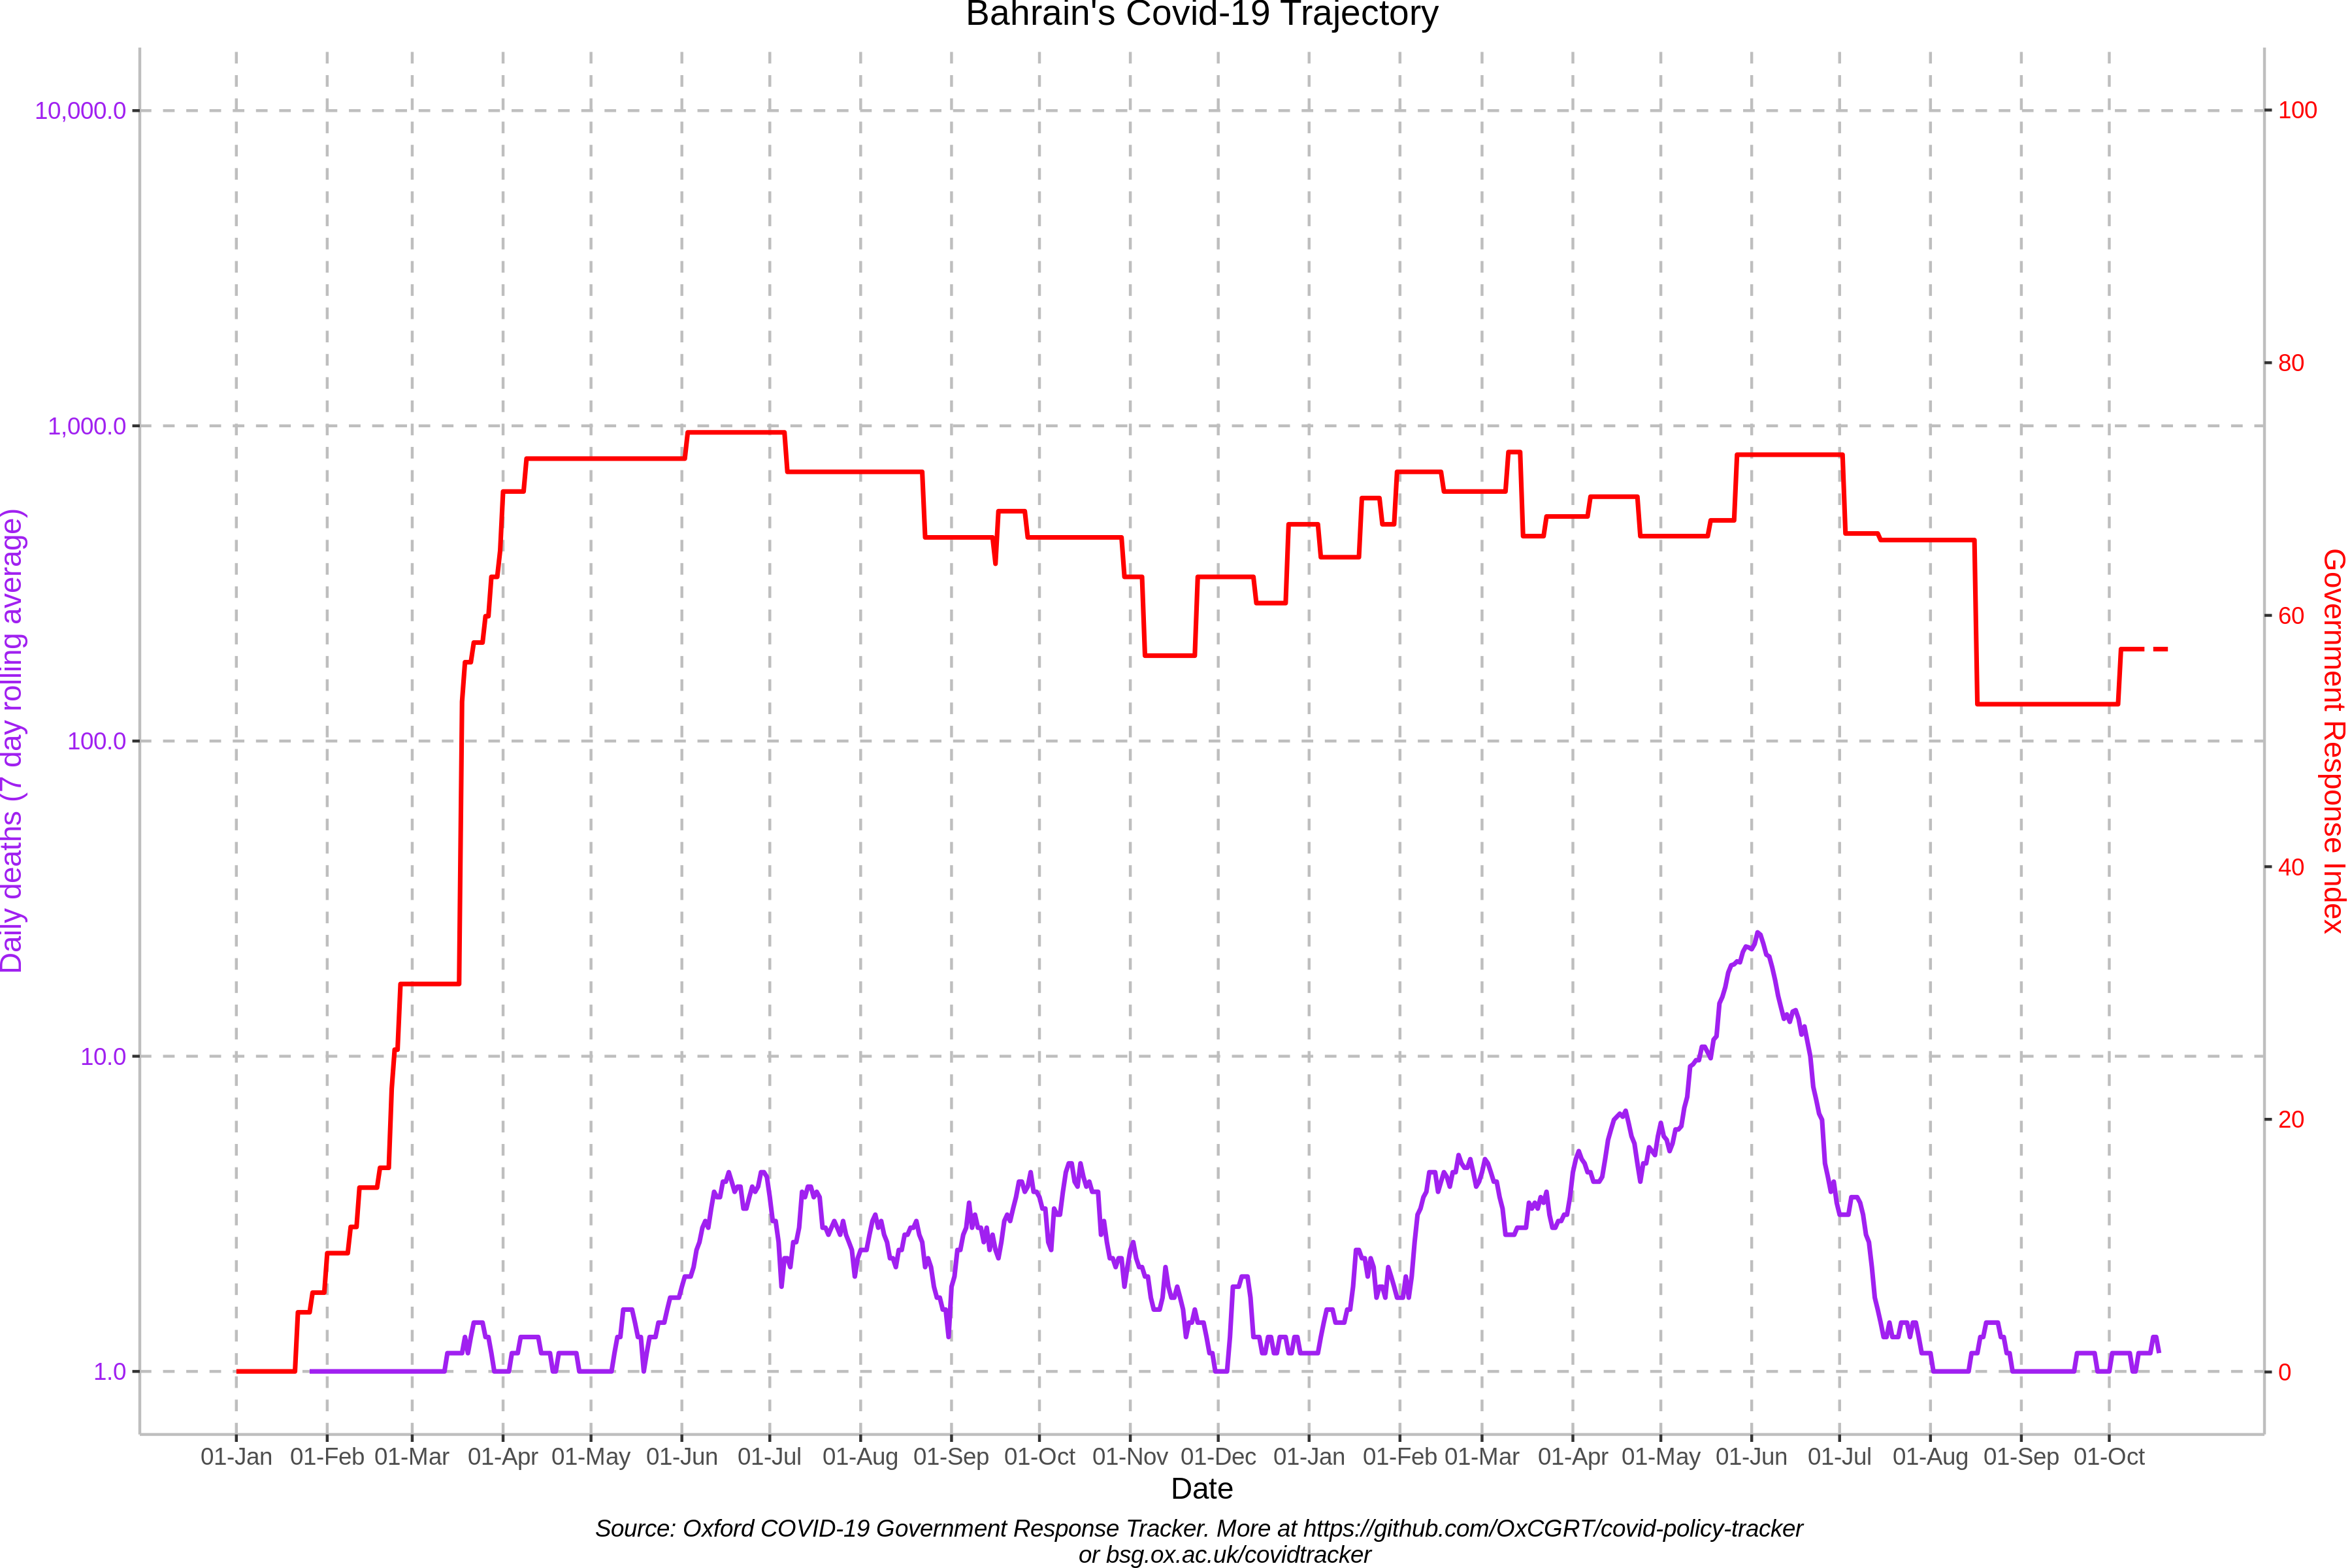 Bahrain's Covid-19 Trajectory
10,000.0
1,000.0
100.0
10.0
1.0
Daily deaths (7 day rolling average)
100
80
60
40
20
0
Government Response Index
01-Jan 01-Feb 01-Mar 01-Apr 01-May 01-Jun 01-Jul 01-Aug 01-Sep 01-Oct 01-Nov 01-Dec 01-Jan 01-Feb 01-Mar 01-Apr 01-May 01-Jun 01-Jul 01-Aug 01-Sep 01-Oct
Date
Source: Oxford COVID-19 Government Response Tracker. More at https://github.com/OxCGRT/covid-policy-tracker
or bsg.ox.ac.uk/covidtracker